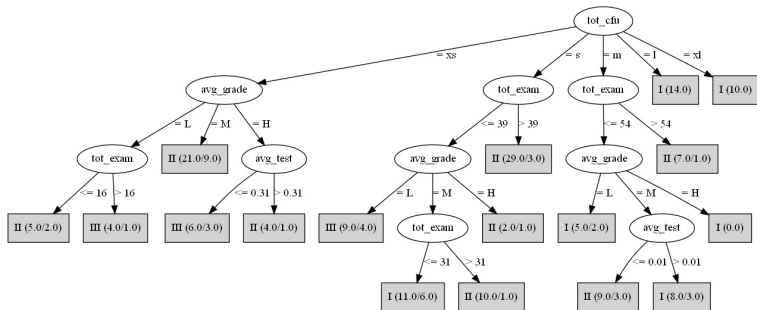 tot_cfu
= xs
= s
= m
= l
= xl
avg_grade
tot_exam
tot_exam
I (14.0)
I (10.0)
= L
= M
= H
<= 39
> 39
<= 54
> 54
tot_exam
II (21.0/9.0)
avg_test
avg_grade
II (29.0/3.0)
avg_grade
II (7.0/1.0)
<= 16
> 16
<= 0.31
> 0.31
= L
= M
= H
= L
= M
= H
II (5.0/2.0)
III (4.0/1.0)
III (6.0/3.0)
II (4.0/1.0)
III (9.0/4.0)
tot_exam
II (2.0/1.0)
I (5.0/2.0)
avg_test
I (0.0)
<= 31
> 31
<= 0.01
> 0.01
I (11.0/6.0)
II (10.0/1.0)
II (9.0/3.0)
I (8.0/3.0)